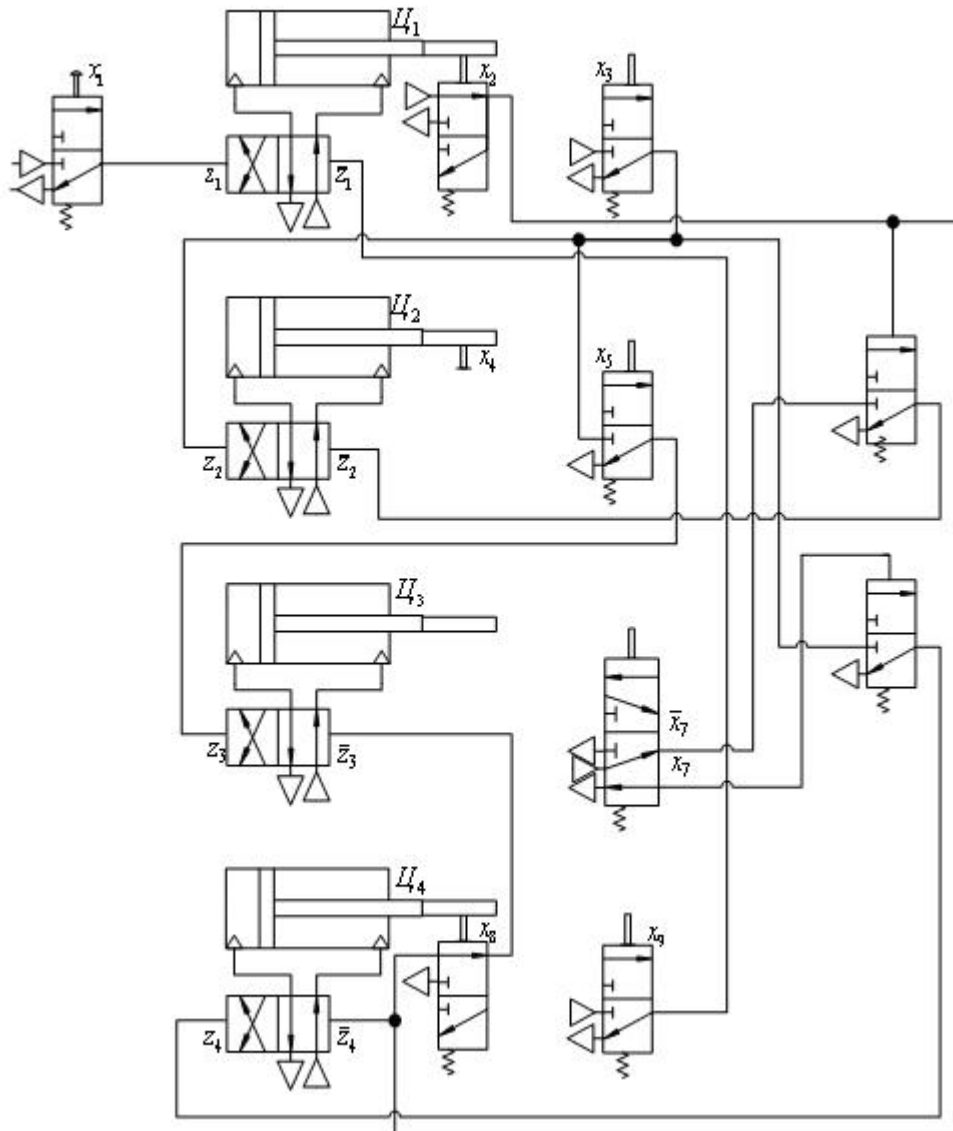 Ц₁
x₁
x₂
x₃
z₁
z̄₁
Ц₂
x₄
x₅
z₂
z̄₂
Ц₃
x̄₇
z₃
z̄₃
x₇
Ц₄
x₈
x₉
z₄
z̄₄